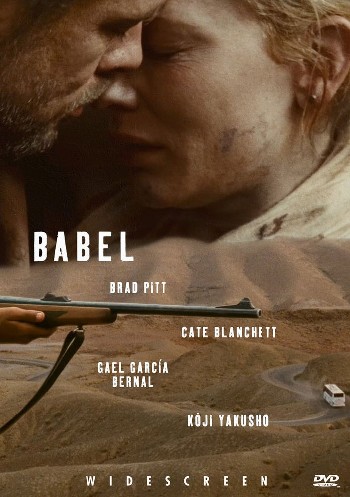 BABEL
BRAD PITT
CATE BLANCHETT
GAEL GARCÍA
BERNAL
KÔJI YAKUSHO
WIDESCREEN
DVD